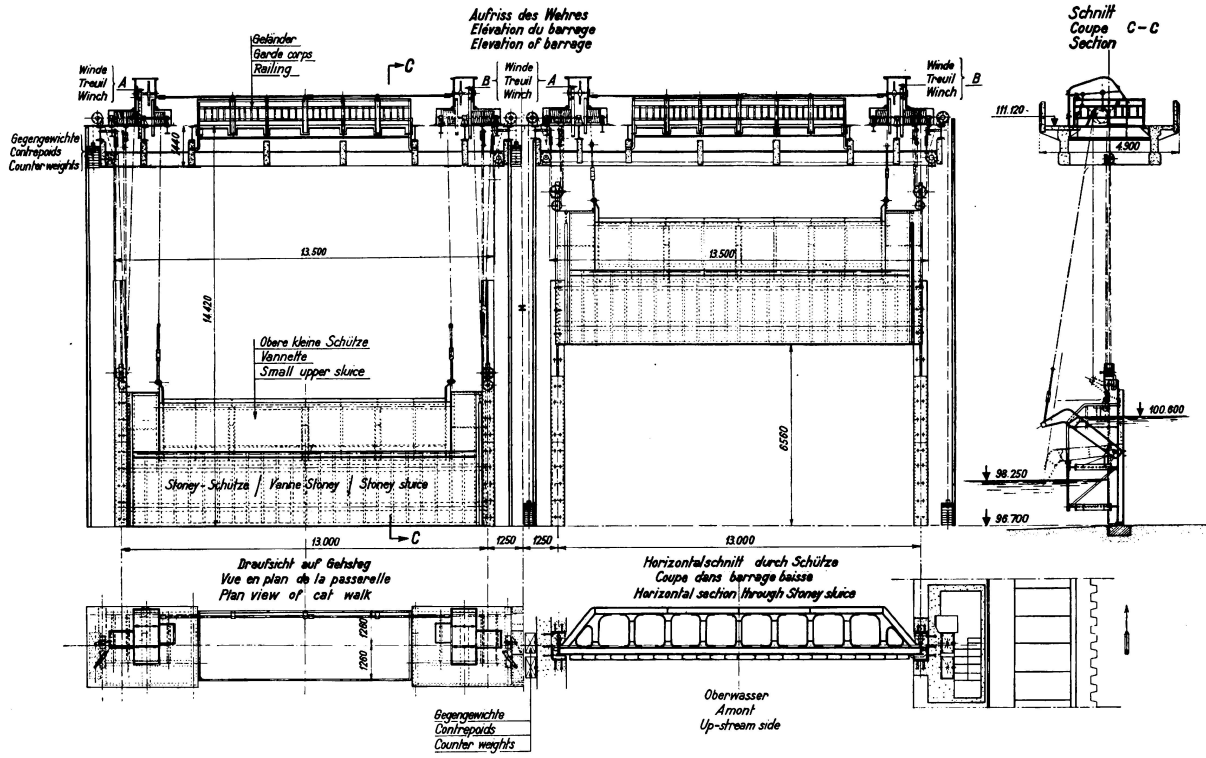 Aufriss des Wehres
Elévation du barrage
Elevation of barrage
Schnitt
Coupe C-C
Section
Geländer
Garde corps
Railing
C
Winde
Treuil A
Winch
B
Winde
Treuil A
Winch
Winde
B Treuil
Winch
111.120
Gegengewichte
Contrepoids
Counter weights
1440
4.900
13.500
13.500
14.420
Obere kleine Schütze
Vannette
Small upper sluice
6560
100.600
98.250
96.700
Stoney-Schütze / Vanne Stoney / Stoney sluice
C
13.000
1250
1250
13.000
Draufsicht auf Gehsteg
Vue en plan de la passerelle
Plan view of cat walk
Horizontalschnitt durch Schütze
Coupe dans barrage baisse
Horizontal section through Stoney sluice
1200
1200
Oberwasser
Amont
Up-stream side
Gegengewichte
Contrepoids
Counter weights